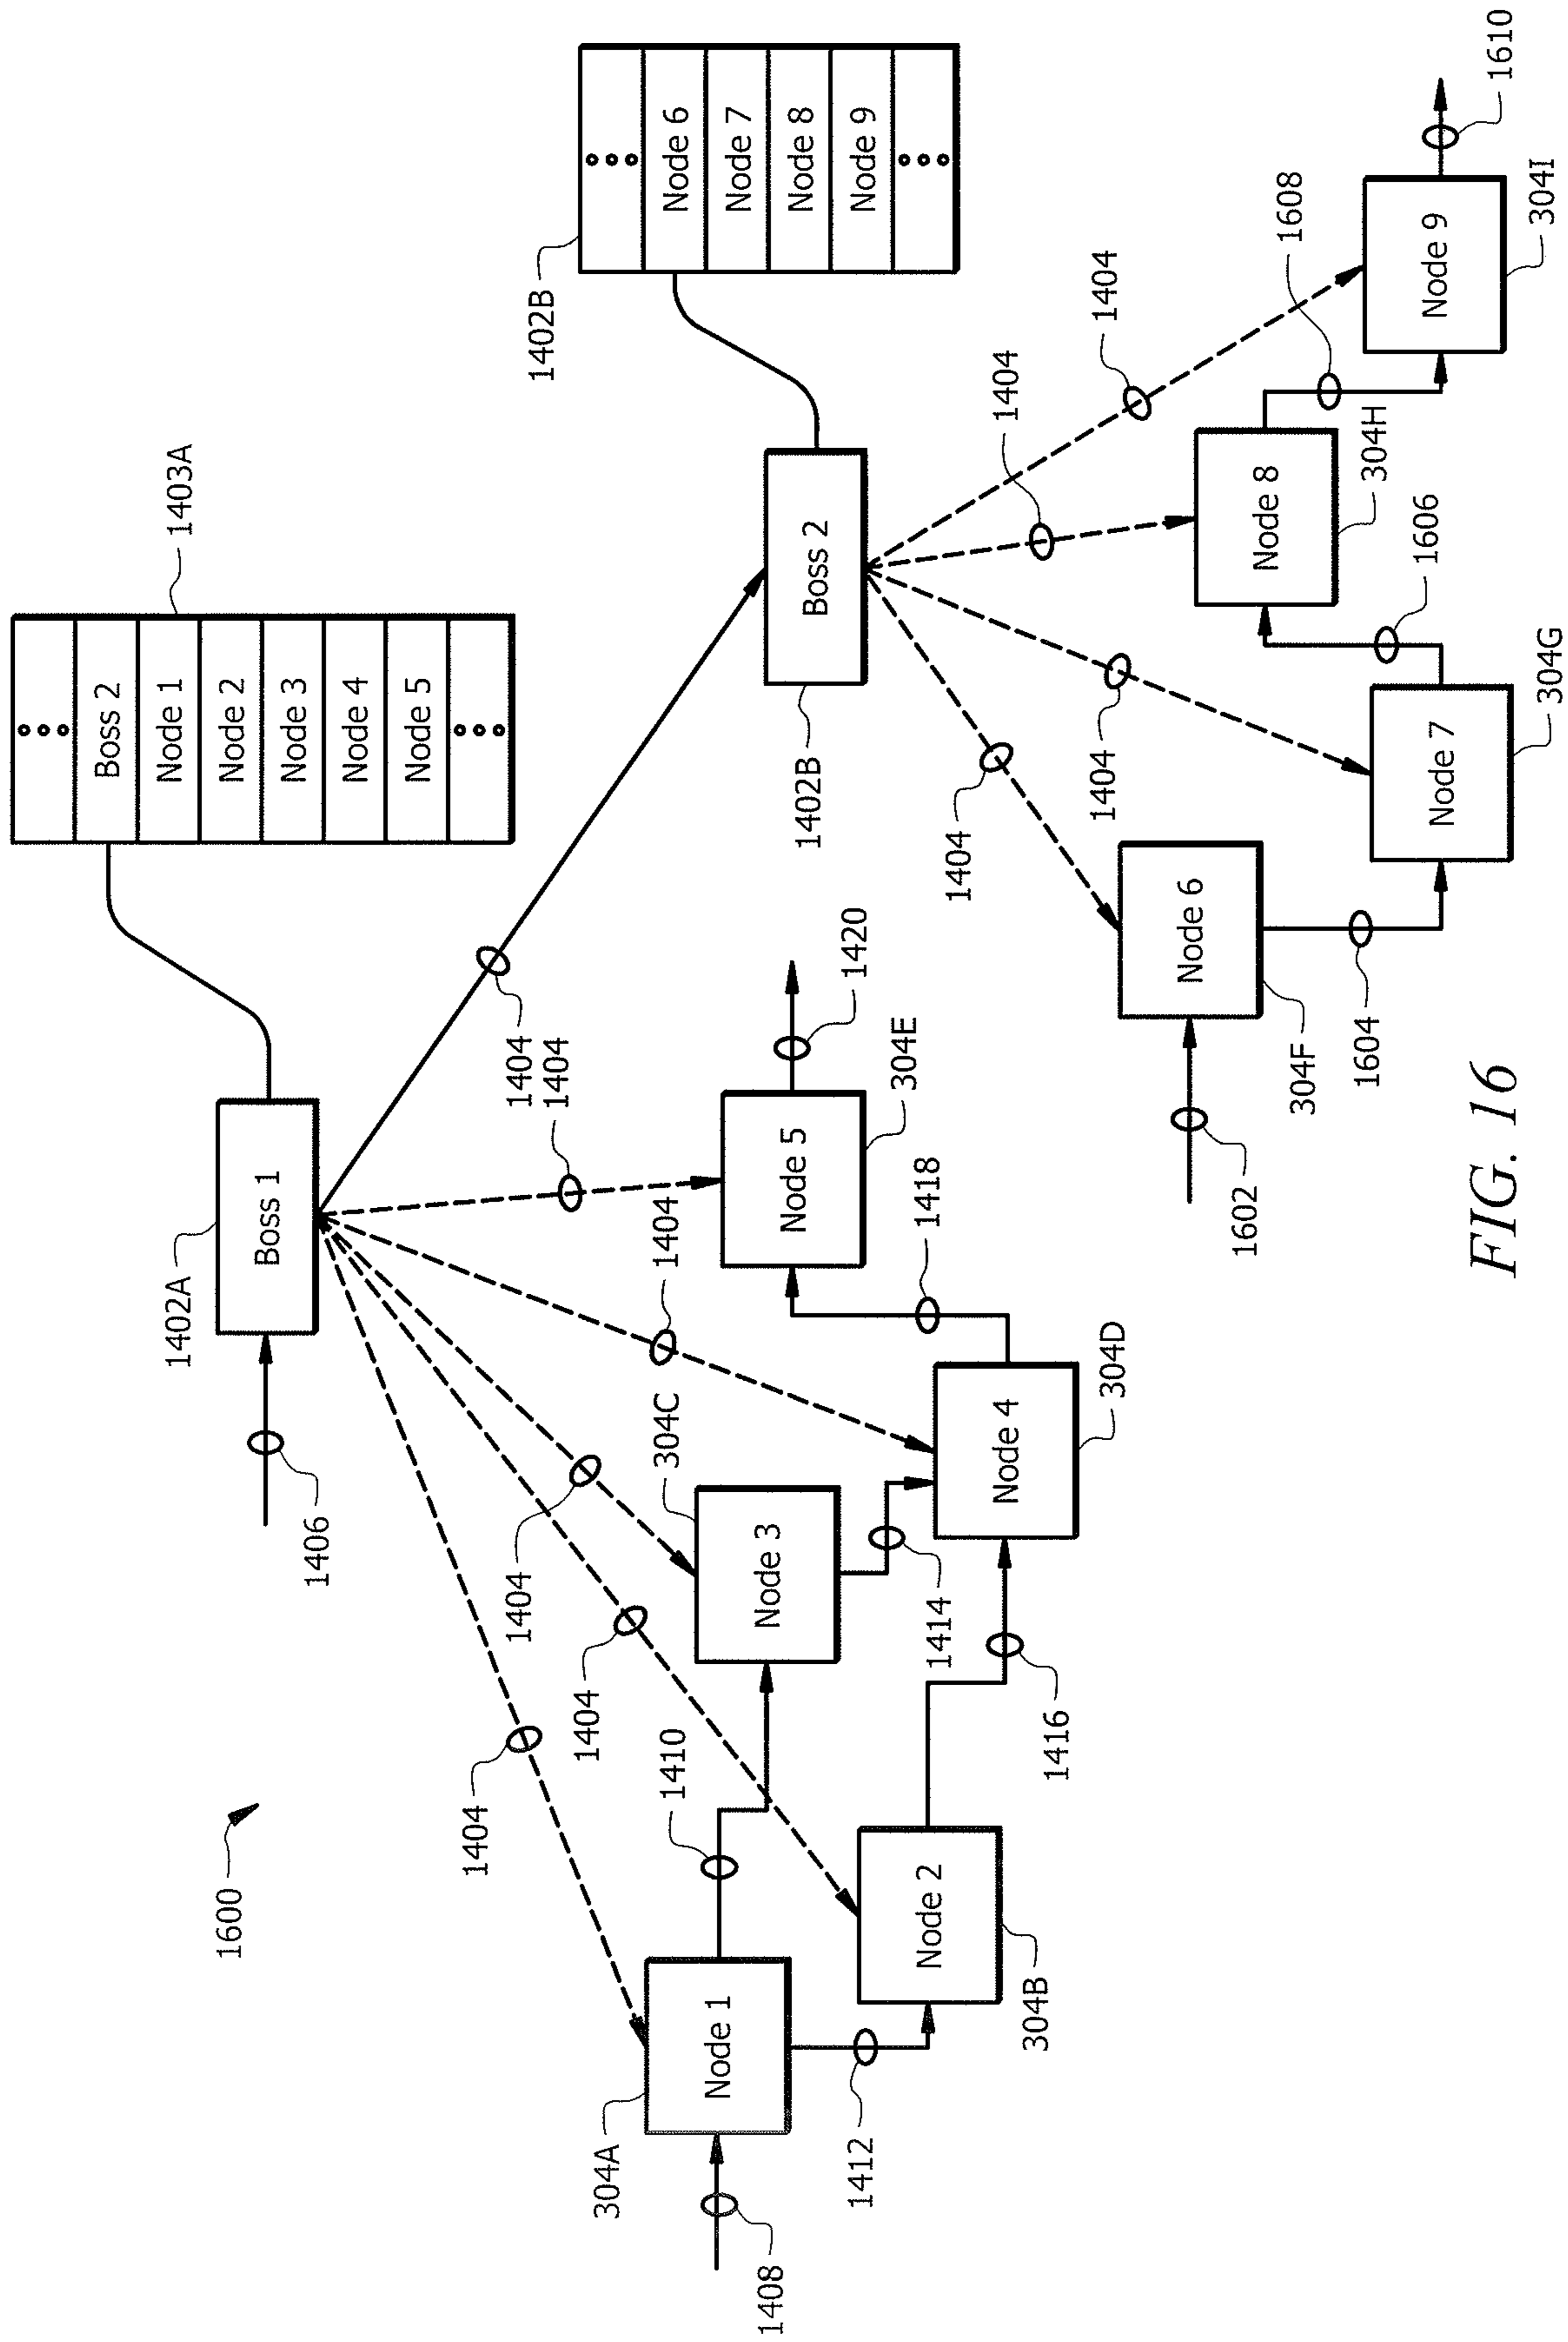 1600
1406
1402A
Boss 1
1403A
•••
Boss 2
Node 1
Node 2
Node 3
Node 4
Node 5
•••
1404
1404
1404
1404
1404
1404
1408
304A
Node 1
1410
1412
Node 2
304B
304C
Node 3
1414
1416
Node 4
304D
1418
Node 5
304E
1420
1402B
•••
Node 6
Node 7
Node 8
Node 9
•••
Boss 2
1402B
1404
1404
1404
1404
1602
Node 6
304F
1604
Node 7
304G
1606
Node 8
304H
1608
Node 9
304I
1610
FIG. 16